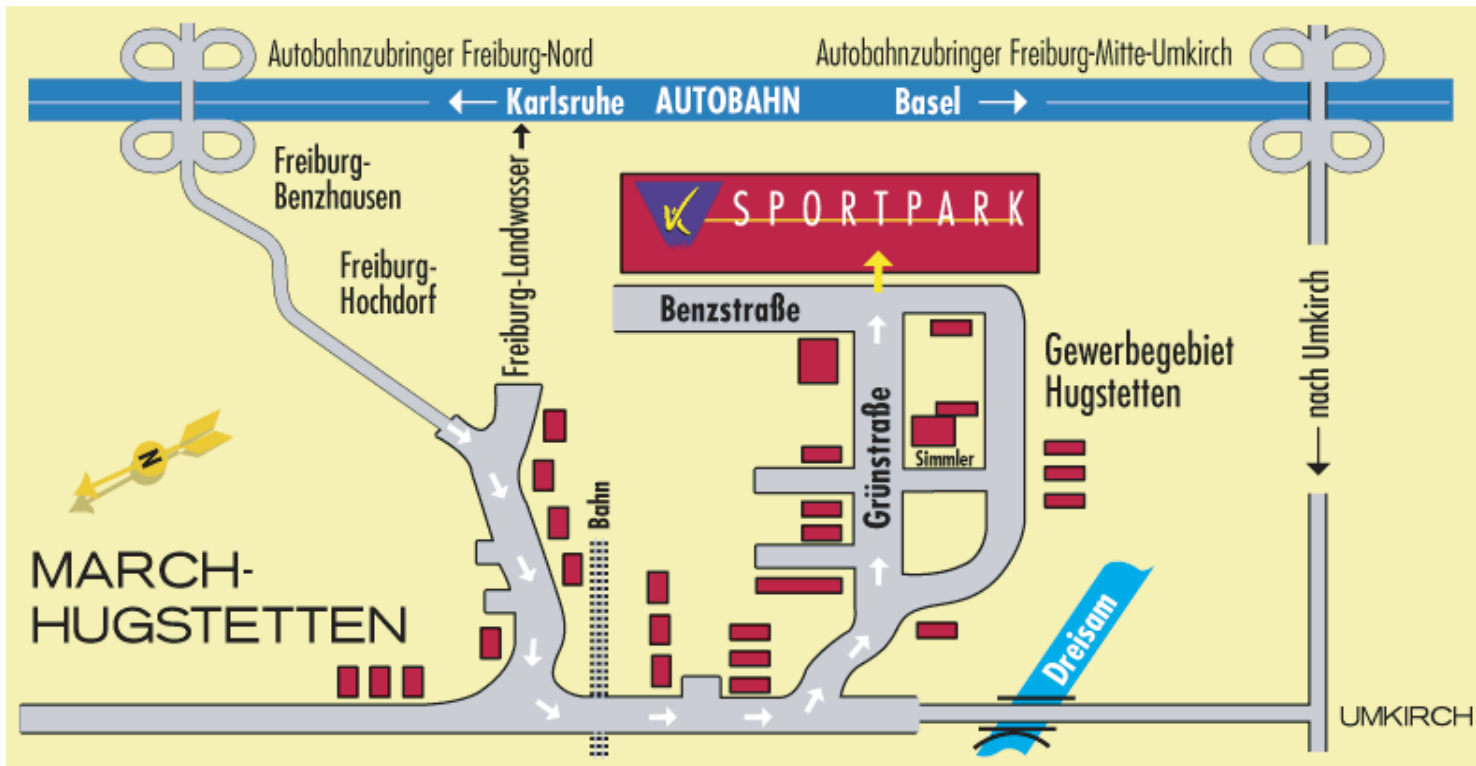 Autobahnzubringer Freiburg-Nord
Autobahnzubringer Freiburg-Mitte-Umkirch
Karlsruhe AUTOBAHN Basel
Freiburg-
Benzhausen
Freiburg-
Hochdorf
Freiburg-Landwasser
SPORTPARK
Benzstraße
Grünstraße
Simmler
Gewerbegebiet
Hugstetten
nach Umkirch
N
Bahn
MARCH-
HUGSTETTEN
Dreisam
UMKIRCH